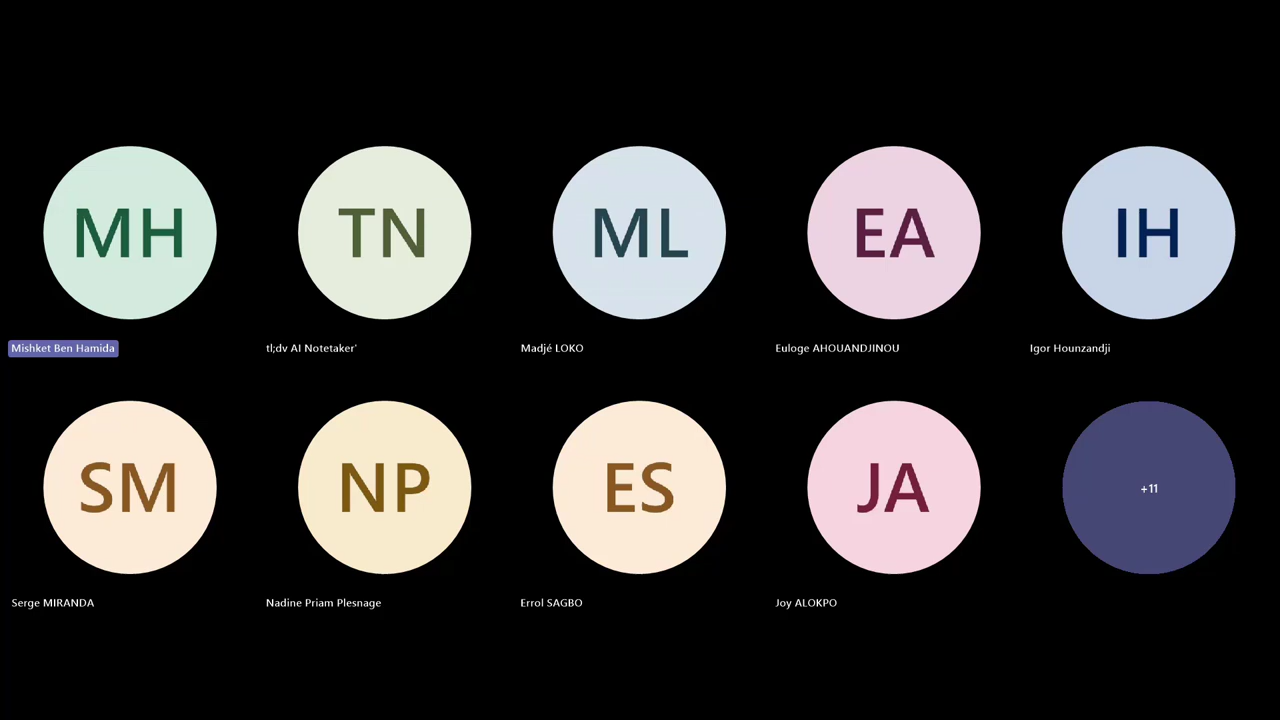 MH
TN
ML
EA
IH
Mishket Ben Hamida
tl;dv AI Notetaker'
Madjé LOKO
Euloge AHOUANDJINOU
Igor Hounzandji
SM
NP
ES
JA
+11
Serge MIRANDA
Nadine Priam Plesnage
Errol SAGBO
Joy ALOKPO